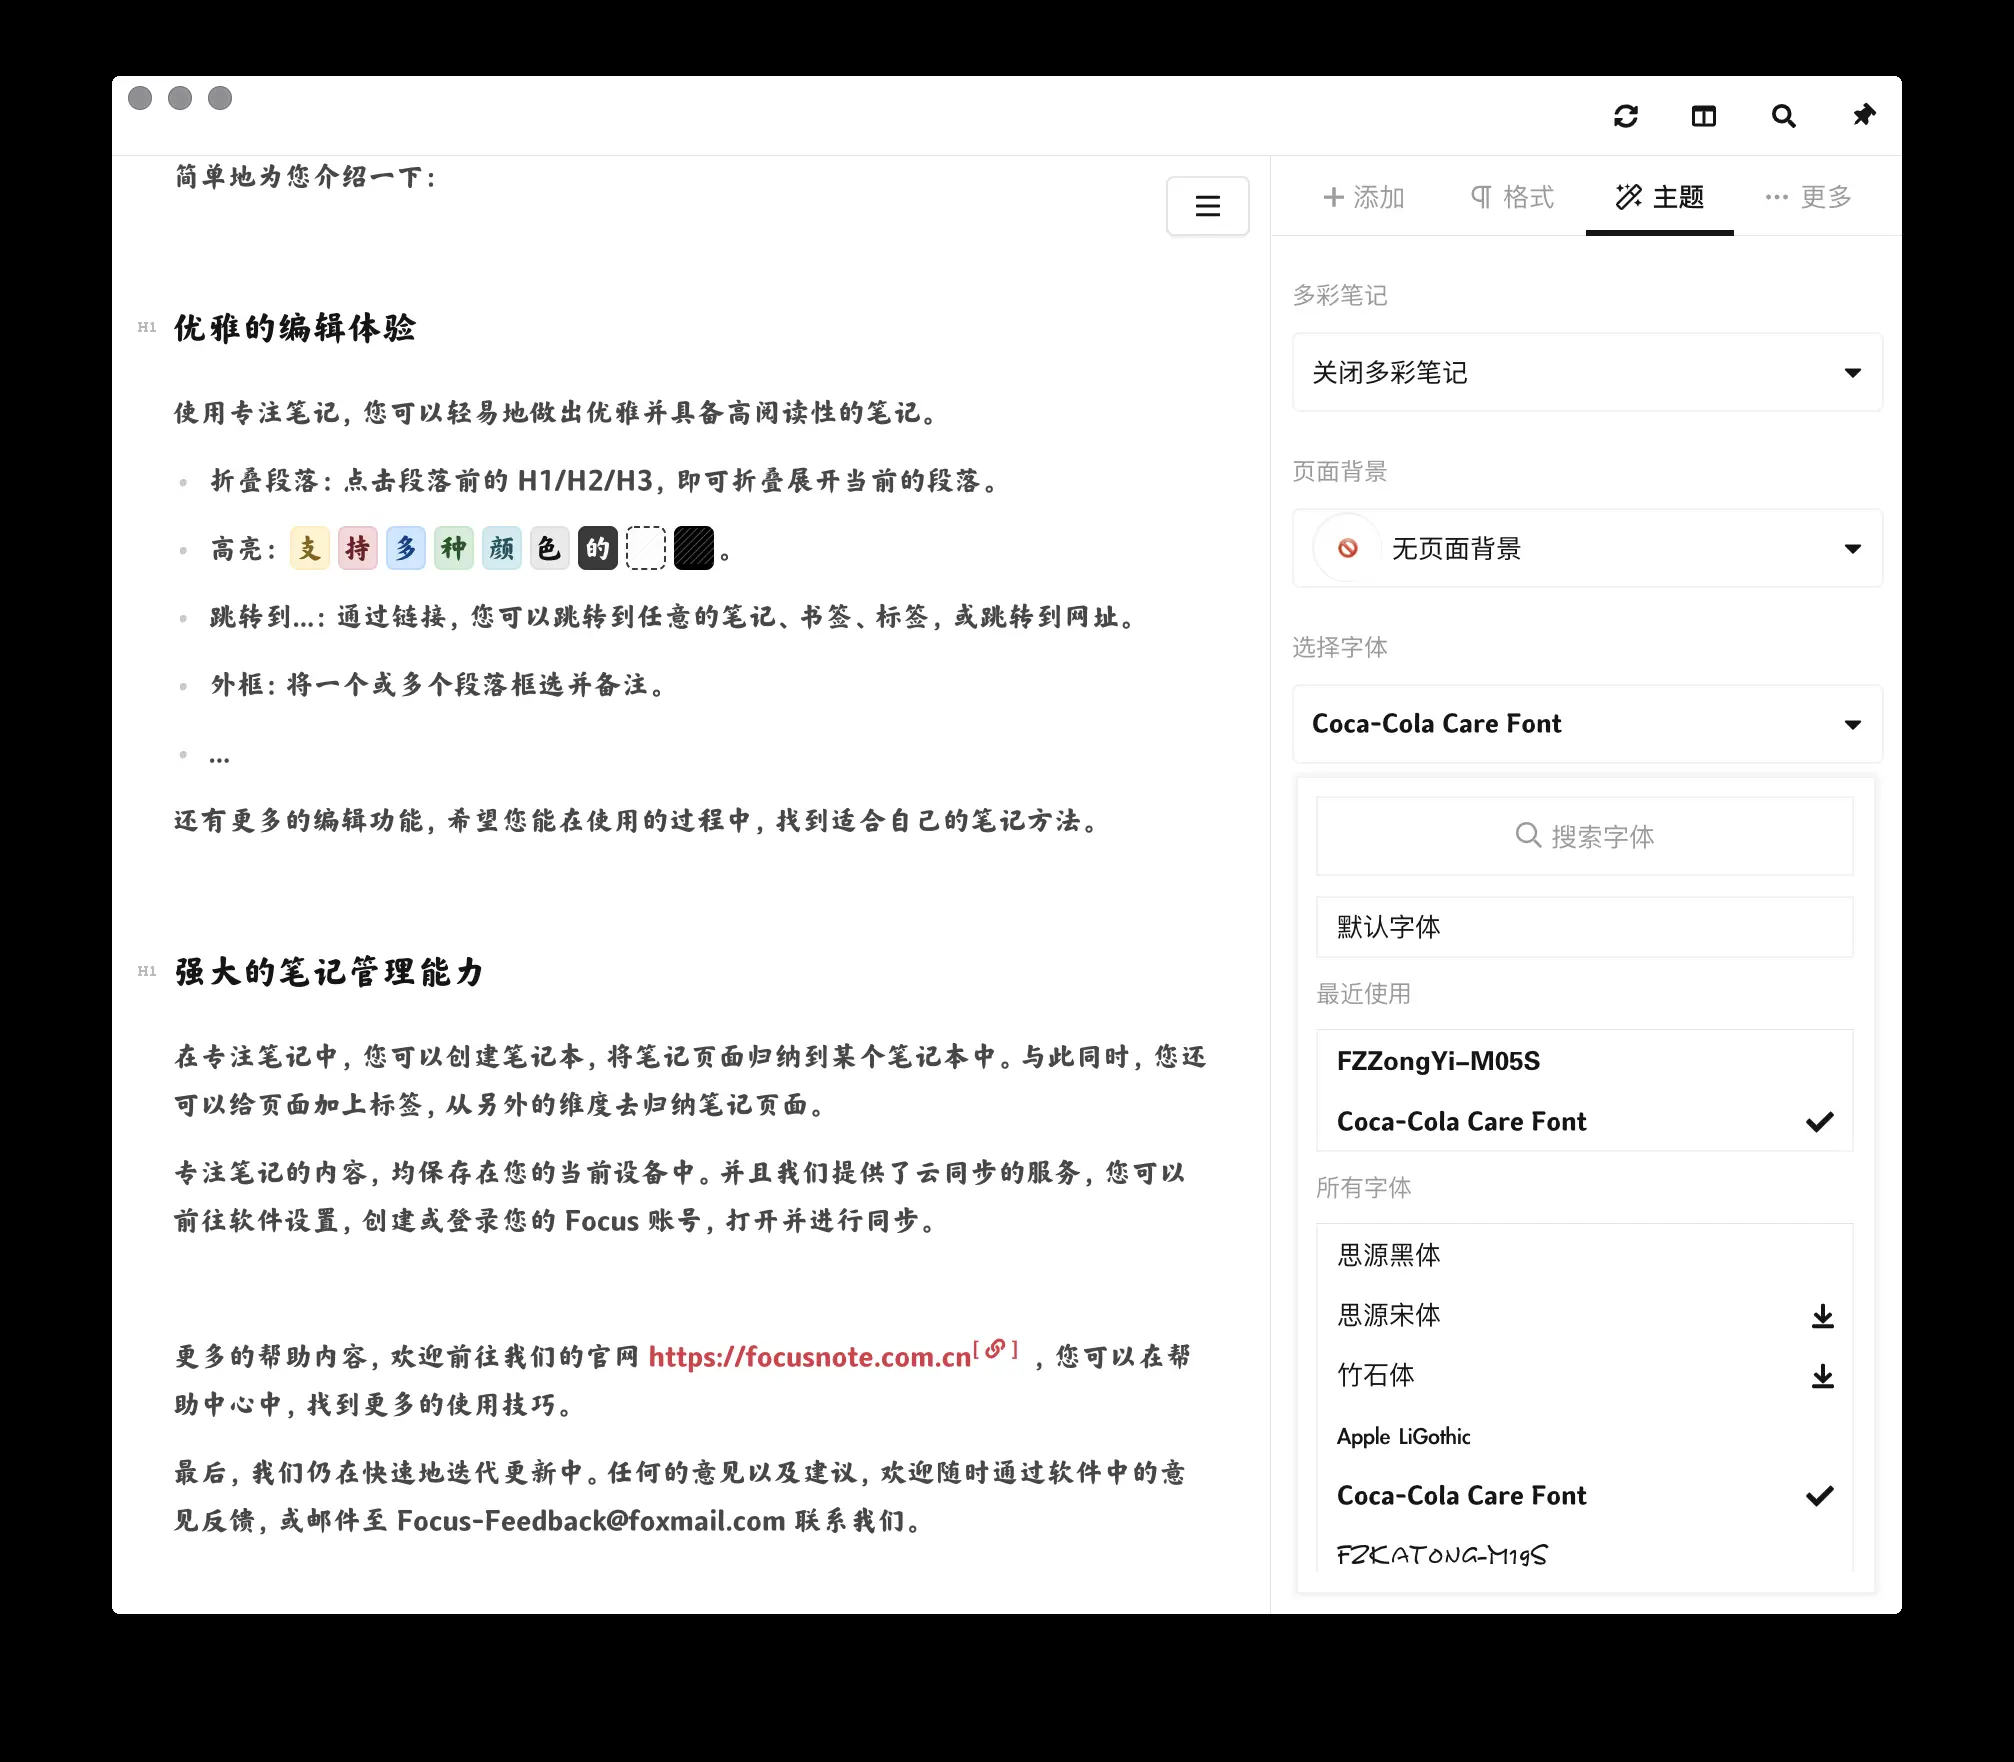 简单地为您介绍一下：
H1 优雅的编辑体验
使用专注笔记，您可以轻易地做出优雅并具备高阅读性的笔记。
折叠段落：点击段落前的 H1/H2/H3，即可折叠展开当前的段落。
高亮：支持多种颜色的。
跳转到...：通过链接，您可以跳转到任意的笔记、书签、标签，或跳转到网址。
外框：将一个或多个段落框选并备注。
...
还有更多的编辑功能，希望您能在使用的过程中，找到适合自己的笔记方法。
H1 强大的笔记管理能力
在专注笔记中，您可以创建笔记本，将笔记页面归纳到某个笔记本中。与此同时，您还
可以给页面加上标签，从另外的维度去归纳笔记页面。
专注笔记的内容，均保存在您的当前设备中。并且我们提供了云同步的服务，您可以
前往软件设置，创建或登录您的 Focus 账号，打开并进行同步。
更多的帮助内容，欢迎前往我们的官网 https://focusnote.com.cn[] ，您可以在帮
助中心中，找到更多的使用技巧。
最后，我们仍在快速地迭代更新中。任何的意见以及建议，欢迎随时通过软件中的意
见反馈，或邮件至 Focus-Feedback@foxmail.com 联系我们。
添加 格式 主题 更多
多彩笔记
关闭多彩笔记
页面背景
无页面背景
选择字体
Coca-Cola Care Font
搜索字体
默认字体
最近使用
FZZongYi-M05S
Coca-Cola Care Font
所有字体
思源黑体
思源宋体
竹石体
Apple LiGothic
Coca-Cola Care Font
FZKATONG-M19S